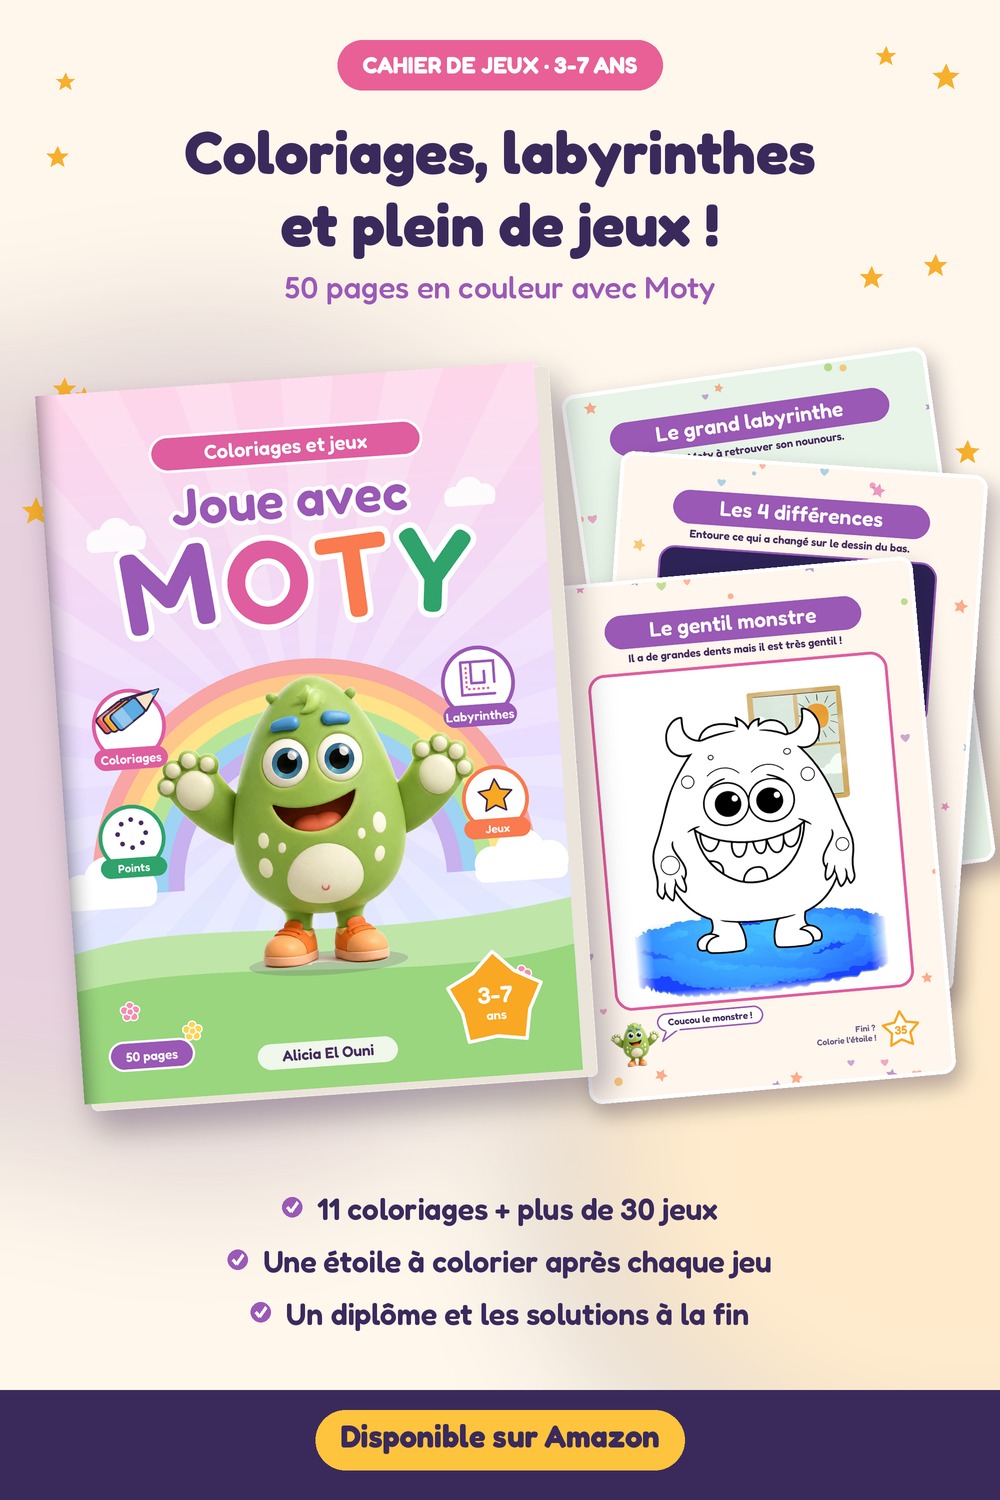 CAHIER DE JEUX · 3-7 ANS
Coloriages, labyrinthes
et plein de jeux !
50 pages en couleur avec Moty
Coloriages et jeux
Joue avec
MOTY
Labyrinthes
Coloriages
Jeux
Points
3-7
ans
50 pages
Alicia El Ouni
Le grand labyrinthe
Moty à retrouver son nounours.
Les 4 différences
Entoure ce qui a changé sur le dessin du bas.
Le gentil monstre
Il a de grandes dents mais il est très gentil !
Coucou le monstre !
Fini ?
Colorie l'étoile !
35
11 coloriages + plus de 30 jeux
Une étoile à colorier après chaque jeu
Un diplôme et les solutions à la fin
Disponible sur Amazon